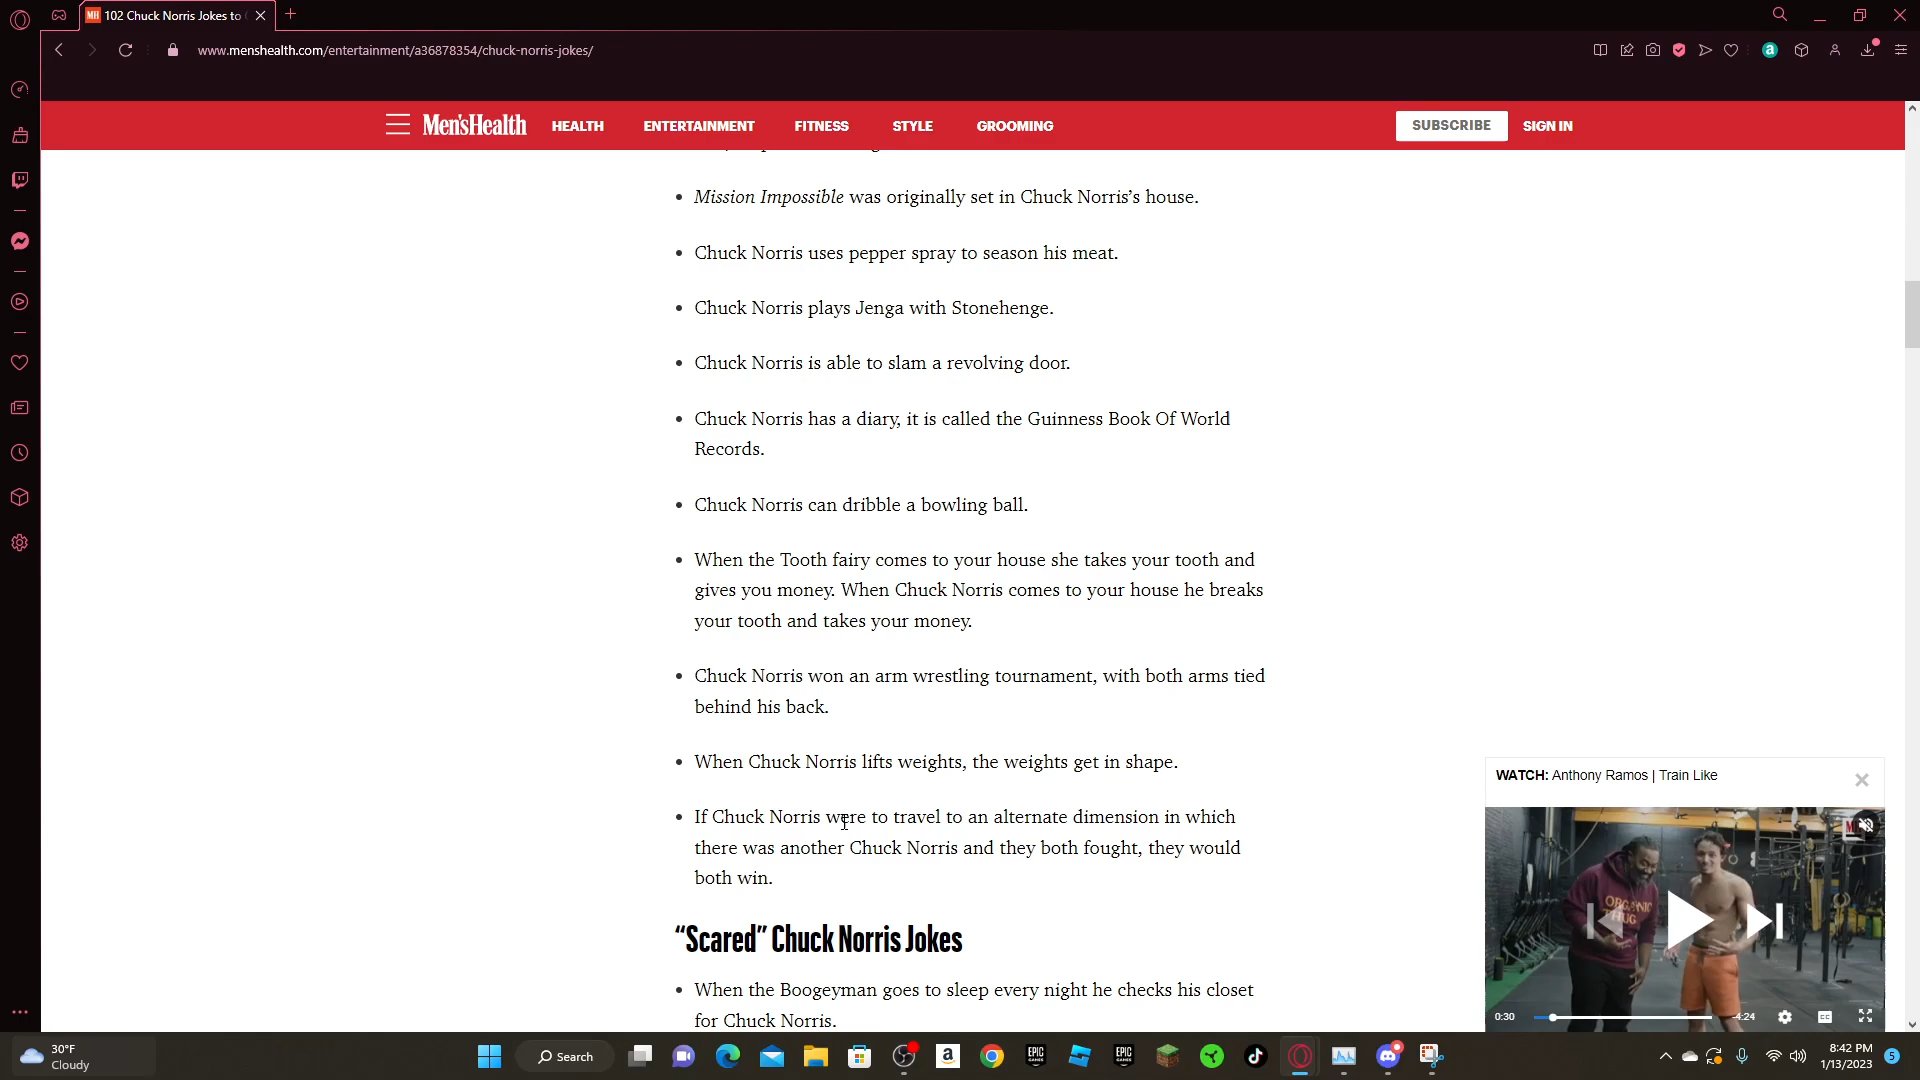 102 Chuck Norris Jokes to
www.menshealth.com/entertainment/a36878354/chuck-norris-jokes/
Men'sHealth
HEALTH
ENTERTAINMENT
FITNESS
STYLE
GROOMING
SUBSCRIBE
SIGN IN
Mission Impossible was originally set in Chuck Norris’s house.
Chuck Norris uses pepper spray to season his meat.
Chuck Norris plays Jenga with Stonehenge.
Chuck Norris is able to slam a revolving door.
Chuck Norris has a diary, it is called the Guinness Book Of World
Records.
Chuck Norris can dribble a bowling ball.
When the Tooth fairy comes to your house she takes your tooth and
gives you money. When Chuck Norris comes to your house he breaks
your tooth and takes your money.
Chuck Norris won an arm wrestling tournament, with both arms tied
behind his back.
When Chuck Norris lifts weights, the weights get in shape.
If Chuck Norris were to travel to an alternate dimension in which
there was another Chuck Norris and they both fought, they would
both win.
“Scared” Chuck Norris Jokes
When the Boogeyman goes to sleep every night he checks his closet
for Chuck Norris.
WATCH: Anthony Ramos | Train Like
ORGANIC
THUG
0:30
-4:24
CC
30°F
Cloudy
Search
EPIC
GAMES
EPIC
GAMES
8:42 PM
1/13/2023
5